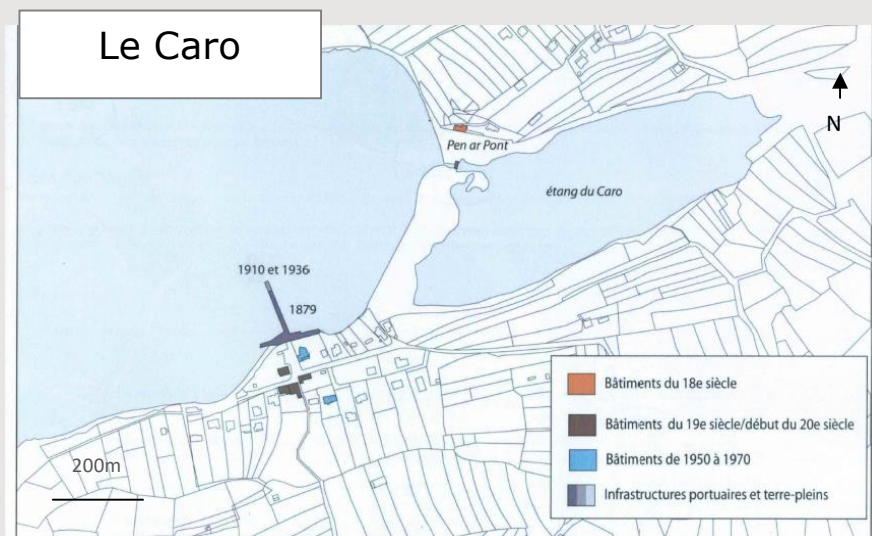 Le Caro
N
Pen ar Pont
étang du Caro
1910 et 1936
1879
Bâtiments du 18e siècle
Bâtiments du 19e siècle/début du 20e siècle
Bâtiments de 1950 à 1970
Infrastructures portuaires et terre-pleins
200m